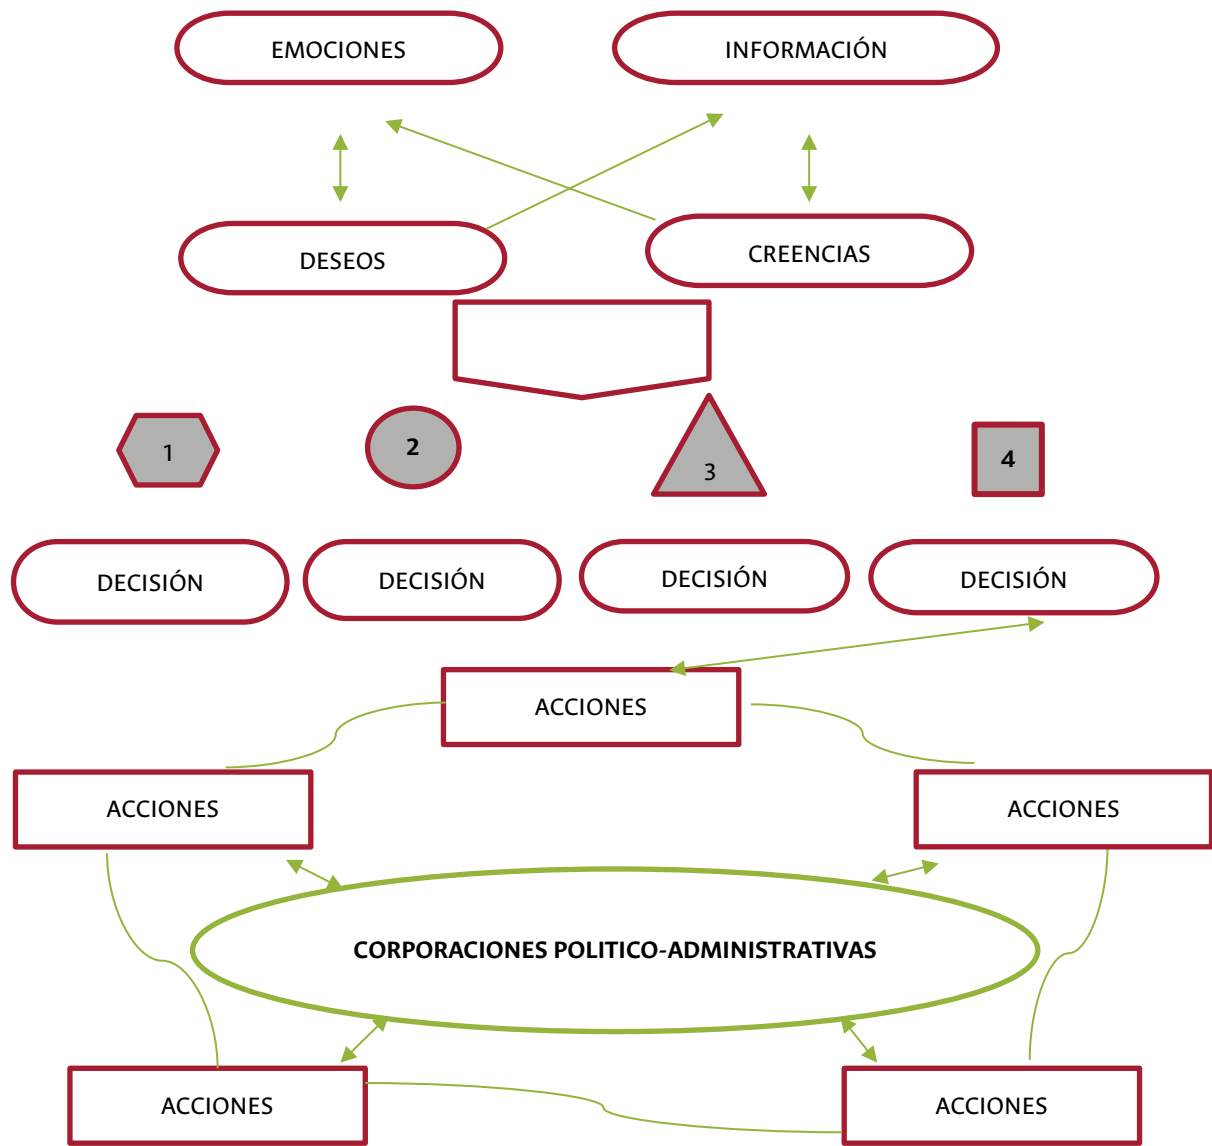 EMOCIONES
INFORMACIÓN
DESEOS
CREENCIAS
1
2
3
4
DECISIÓN
DECISIÓN
DECISIÓN
DECISIÓN
ACCIONES
ACCIONES
ACCIONES
CORPORACIONES POLITICO-ADMINISTRATIVAS
ACCIONES
ACCIONES